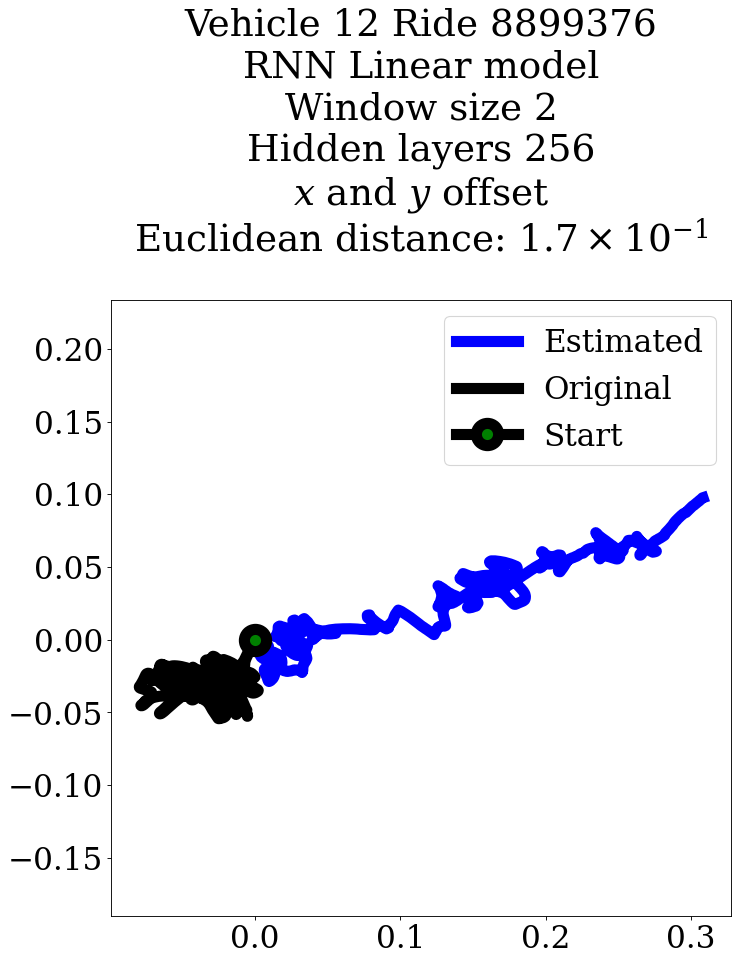 Vehicle 12 Ride 8899376
RNN Linear model
Window size 2
Hidden layers 256
x and y offset
Euclidean distance: 1.7 × 10⁻¹
Estimated
Original
Start
0.20
0.15
0.10
0.05
0.00
−0.05
−0.10
−0.15
0.0 0.1 0.2 0.3